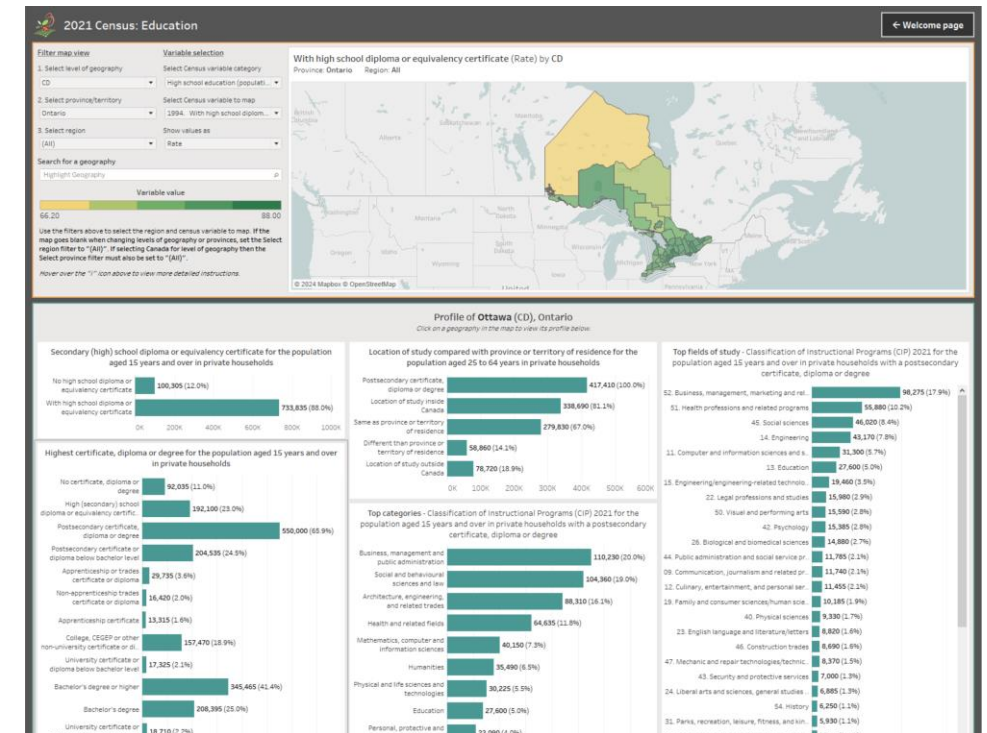 2021 Census: Education
← Welcome page
Filter map view
Variable selection
1. Select level of geography
Select Census variable category
CD
High school education (populati...
2. Select province/territory
Select Census variable to map
Ontario
1894. With high school diplom...
3. Select region
Show values as
(All)
Rate
Search for a geography
Highlight Geography
Variable value
66.20
88.00
Use the filters above to select the region and census variable to map. If the
map goes blank when changing levels
of geography or provinces, set the Select
region filter to "(All)". If selecting
Canada for level of geography then the
Select province filter must also be
set to "(All)".
Hover over the "i" icon above to view more detailed instructions.
With high school diploma or equivalency certificate (Rate) by CD
Province: Ontario Region: All
Alberta
Saskatchewan
Quebec
Washington
Montana
North
Dakota
Minnesota
Oregon
Idaho
Wyoming
South
Dakota
Wisconsin
Michigan
Iowa
New York
Maine
Pennsylvania
United
© 2024 Mapbox © OpenStreetMap
Profile of Ottawa (CD), Ontario
Click on a geography in the map to view its profile below.
Secondary (high) school diploma or equivalency certificate for the population
aged 15 years and over in private households
No high school diploma or
equivalency certificate
100,305 (12.0%)
With high school diploma or
equivalency certificate
733,835 (88.0%)
0K 200K 400K 600K 800K 1000K
Highest certificate, diploma or degree for the population aged 15 years and over
in private households
No certificate, diploma or
degree
92,035 (11.0%)
High (secondary) school
diploma or equivalency certific..
192,100 (23.0%)
Postsecondary certificate,
diploma or degree
550,000 (65.9%)
Postsecondary certificate or
diploma below bachelor level
204,535 (24.5%)
Apprenticeship or trades
certificate or diploma
29,735 (3.6%)
Non-apprenticeship trades
certificate or diploma
16,420 (2.0%)
Apprenticeship certificate
13,315 (1.6%)
College, CEGEP or other
non-university certificate or di..
157,470 (18.9%)
University certificate or
diploma below bachelor level
17,325 (2.1%)
Bachelor's degree or higher
345,465 (41.4%)
Bachelor's degree
208,395 (25.0%)
University certificate or
18,710 (2.2%)
Location of study compared with province or territory of residence for the
population aged 25 to 64 years in private households
Postsecondary certificate,
diploma or degree
417,410 (100.0%)
Location of study inside
Canada
338,690 (81.1%)
Same as province or territory
of residence
279,830 (67.0%)
Different than province or
territory of residence
58,860 (14.1%)
Location of study outside
Canada
78,720 (18.9%)
0K 100K 200K 300K 400K 500K 600K
Top categories - Classification of Instructional Programs (CIP) 2021 for the
population aged 15 years and over in private households with a postsecondary
certificate, diploma or degree
Business, management and
public administration
110,230 (20.0%)
Social and behavioural
sciences and law
104,360 (19.0%)
Architecture, engineering,
and related trades
88,310 (16.1%)
Health and related fields
64,635 (11.8%)
Mathematics, computer and
information sciences
40,150 (7.3%)
Humanities
35,490 (6.5%)
Physical and life sciences and
technologies
30,225 (5.5%)
Education
27,600 (5.0%)
Personal, protective and
Top fields of study - Classification of Instructional Programs (CIP) 2021 for the
population aged 15 years and over in private households with a postsecondary
certificate, diploma or degree
52. Business, management, marketing and rel..
98,275 (17.9%)
51. Health professions and related programs
55,880 (10.2%)
45. Social sciences
46,020 (8.4%)
14. Engineering
43,170 (7.8%)
11. Computer and information sciences and s..
31,300 (5.7%)
13. Education
27,600 (5.0%)
15. Engineering/engineering-related technolo..
19,460 (3.5%)
22. Legal professions and studies
15,980 (2.9%)
50. Visual and performing arts
15,590 (2.8%)
42. Psychology
15,385 (2.8%)
26. Biological and biomedical sciences
14,880 (2.7%)
44. Public administration and social service pr..
11,785 (2.1%)
09. Communication, journalism and related pr..
11,740 (2.1%)
12. Culinary, entertainment, and personal ser..
11,455 (2.1%)
19. Family and consumer sciences/human scie..
10,185 (1.9%)
40. Physical sciences
9,330 (1.7%)
23. English language and literature/letters
8,820 (1.6%)
46. Construction trades
8,690 (1.6%)
47. Mechanic and repair technologies/technic..
8,370 (1.5%)
43. Security and protective services
7,000 (1.3%)
24. Liberal arts and sciences, general studies..
6,885 (1.3%)
54. History
6,250 (1.1%)
31. Parks, recreation, leisure, fitness, and kin..
5,930 (1.1%)